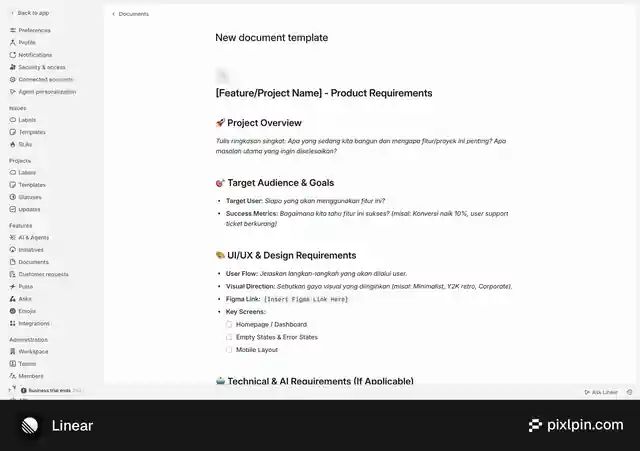 Back to app
Preferences
Profile
Notifications
Security & access
Connected accounts
Agent personalization
Issues
Labels
Templates
SLAs
Projects
Labels
Templates
Statuses
Updates
Features
AI & Agents
Initiatives
Documents
Customer requests
Pulse
Asks
Emojis
Integrations
Administration
Workspace
Teams
Members
Business trial ends
Documents
New document template
[Feature/Project Name] - Product Requirements
🚀 Project Overview
Tulis ringkasan singkat: Apa yang sedang kita bangun dan mengapa fitur/proyek ini penting? Apa
masalah utama yang ingin diselesaikan?
🎯 Target Audience & Goals
Target User: Siapa yang akan menggunakan fitur ini?
Success Metrics: Bagaimana kita tahu fitur ini sukses? (misal: Konversi naik 10%, user support
ticket berkurang)
🎨 UI/UX & Design Requirements
User Flow: Jelaskan langkah-langkah yang akan dilalui user.
Visual Direction: Sebutkan gaya visual yang diinginkan (misal: Minimalist, Y2K retro, Corporate).
Figma Link: [Insert Figma Link Here]
Key Screens:
Homepage / Dashboard
Empty States & Error States
Mobile Layout
🤖 Technical & AI Requirements (If Applicable)
Ask Linear
Linear
pixlpin.com